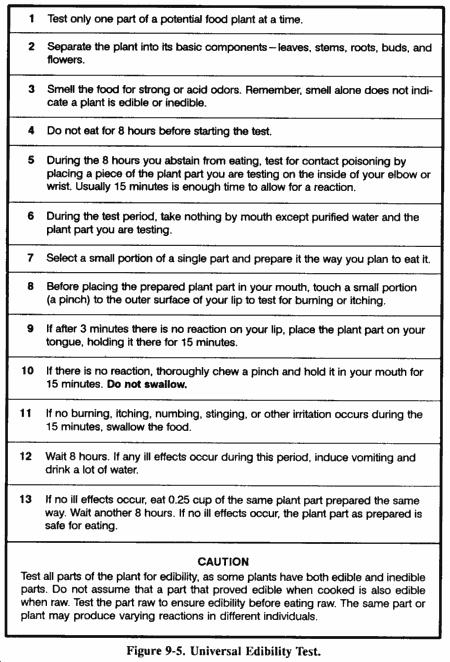 1 Test only one part of a potential food plant at a time.
2 Separate the plant into its basic components—leaves, stems, roots, buds, and
flowers.
3 Smell the food for strong or acid odors. Remember, smell alone does not indi-
cate a plant is edible or inedible.
4 Do not eat for 8 hours before starting the test.
5 During the 8 hours you abstain from eating, test for contact poisoning by
placing a piece of the plant part you are testing on the inside of your elbow or
wrist. Usually 15 minutes is enough time to allow for a reaction.
6 During the test period, take nothing by mouth except purified water and the
plant part you are testing.
7 Select a small portion of a single part and prepare it the way you plan to eat it.
8 Before placing the prepared plant part in your mouth, touch a small portion
(a pinch) to the outer surface of your lip to test for burning or itching.
9 If after 3 minutes there is no reaction on your lip, place the plant part on your
tongue, holding it there for 15 minutes.
10 If there is no reaction, thoroughly chew a pinch and hold it in your mouth for
15 minutes. Do not swallow.
11 If no burning, itching, numbing, stinging, or other irritation occurs during the
15 minutes, swallow the food.
12 Wait 8 hours. If any ill effects occur during this period, induce vomiting and
drink a lot of water.
13 If no ill effects occur, eat 0.25 cup of the same plant part prepared the same
way. Wait another 8 hours. If no ill effects occur, the plant part as prepared is
safe for eating.
CAUTION
Test all parts of the plant for edibility, as some plants have both edible and inedible
parts. Do not assume that a part that proved edible when cooked is also edible
when raw. Test the part raw to ensure edibility before eating raw. The same part or
plant may produce varying reactions in different individuals.
Figure 9-5. Universal Edibility Test.